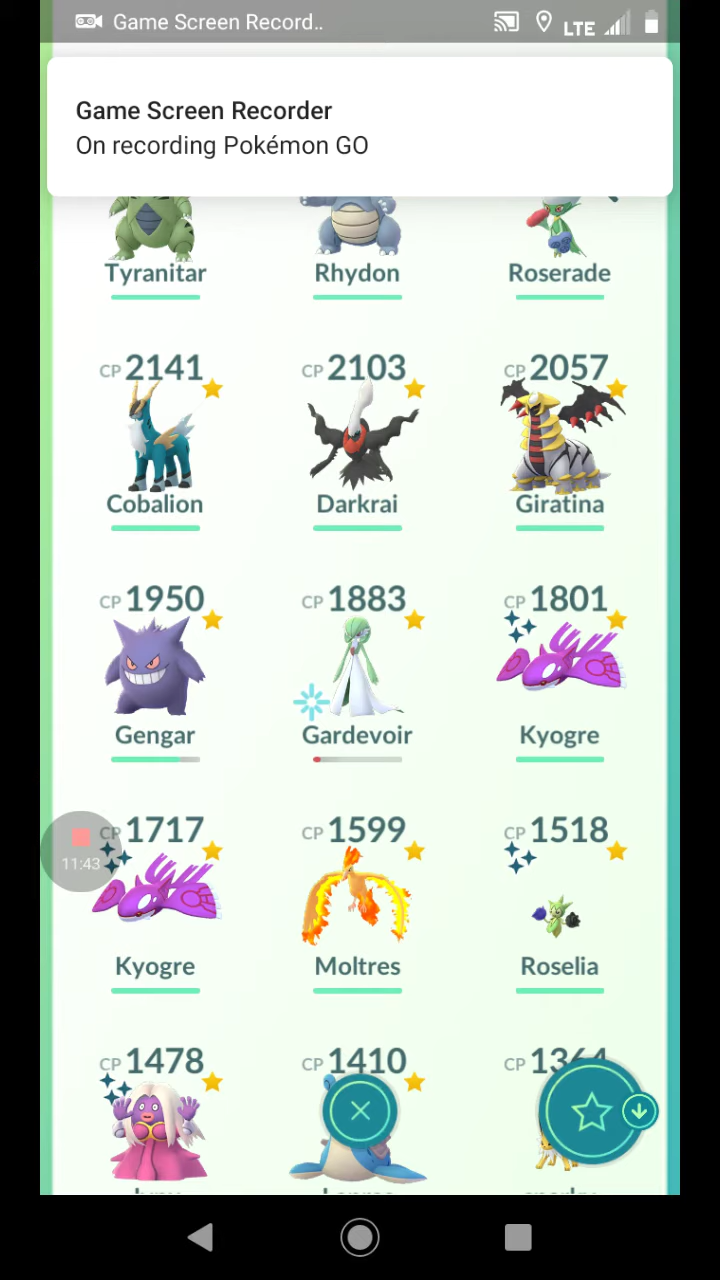 Game Screen Record..
LTE
Game Screen Recorder
On recording Pokémon GO
Tyranitar Rhydon Roserade
CP 2141 CP 2103 CP 2057
Cobalion Darkrai Giratina
CP 1950 CP 1883 CP 1801
Gengar Gardevoir Kyogre
CP 1717 CP 1599 CP 1518
11:43
Kyogre Moltres Roselia
CP 1478 CP 1410 CP 1364